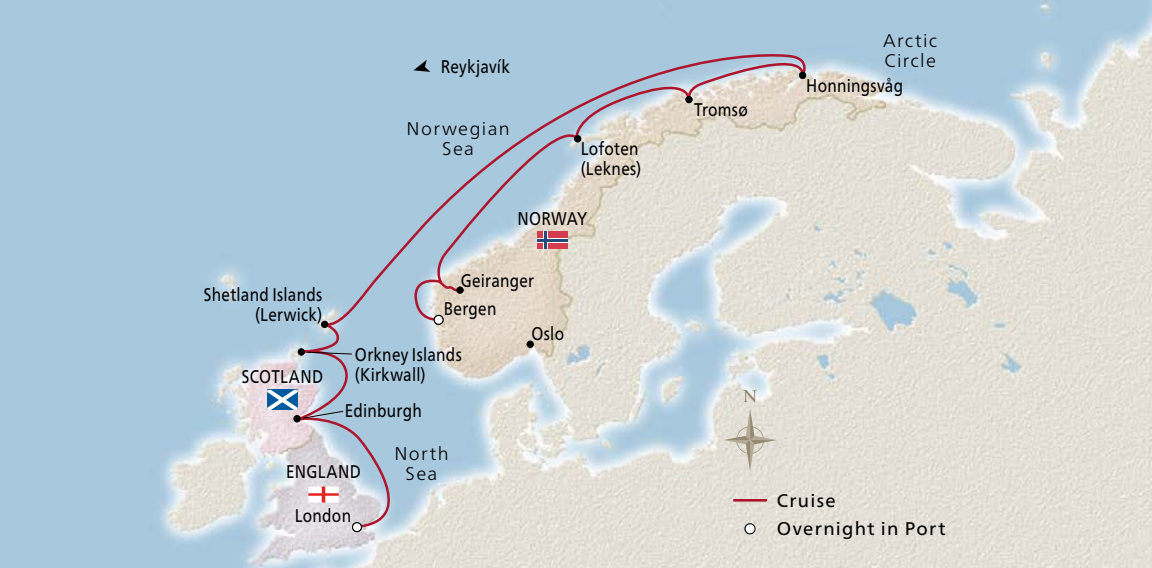 Arctic
Circle
Reykjavík
Honningsvåg
Tromsø
Norwegian
Sea
Lofoten
(Leknes)
NORWAY
Geiranger
Shetland Islands
(Lerwick)
Bergen
Oslo
Orkney Islands
(Kirkwall)
SCOTLAND
Edinburgh
N
North
Sea
ENGLAND
London
Cruise
Overnight in Port